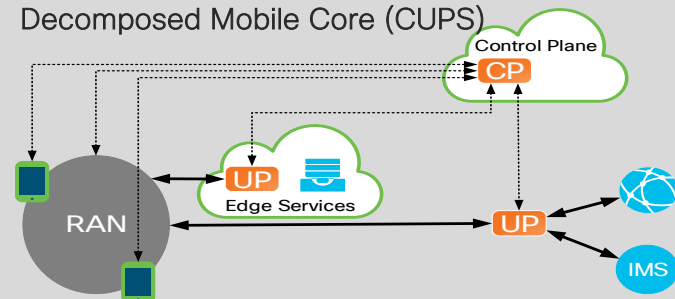 Decomposed Mobile Core (CUPS)
Control Plane
CP
UP
Edge Services
RAN
UP
IMS